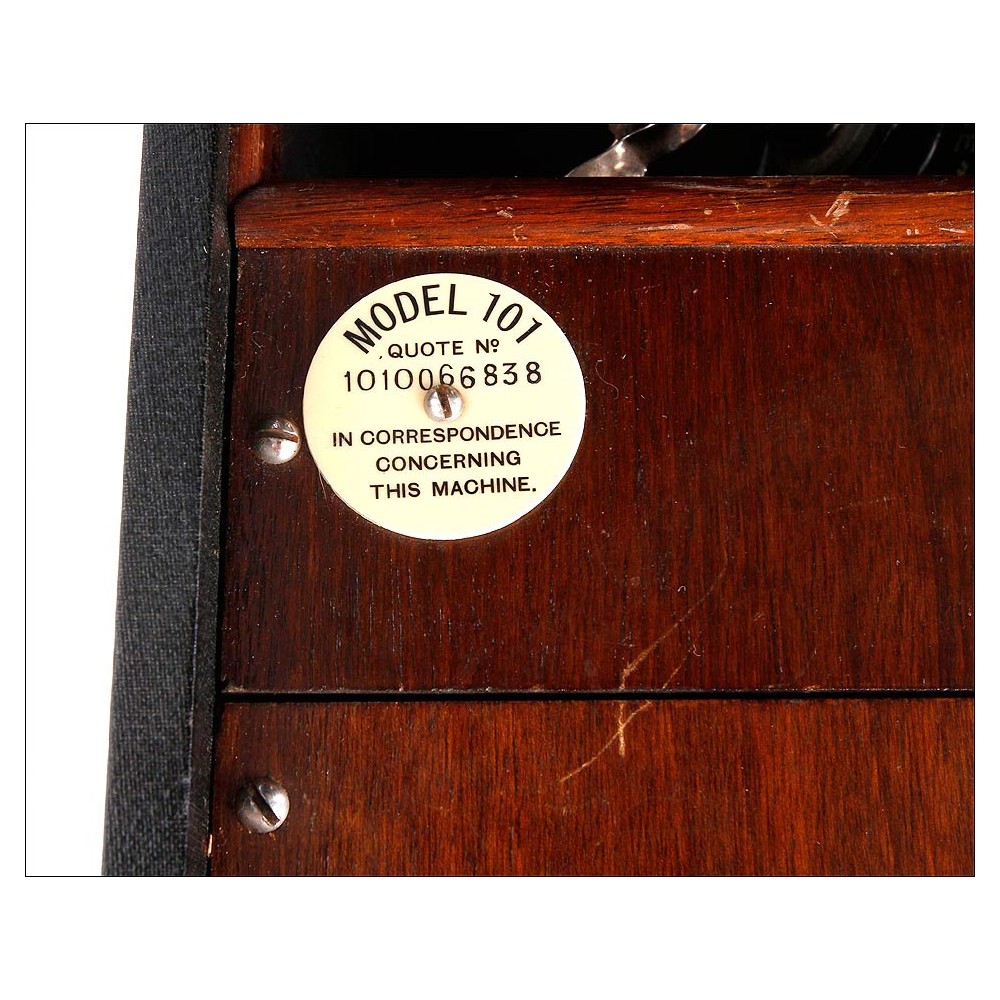 MODEL 101
QUOTE Nº
1010066838
IN CORRESPONDENCE
CONCERNING
THIS MACHINE.